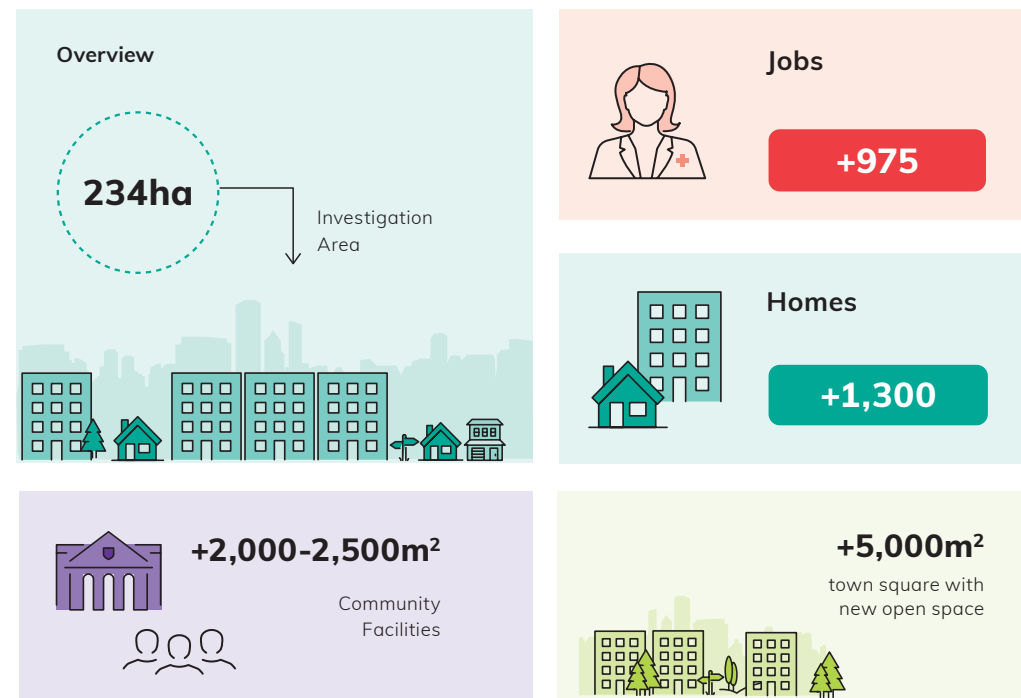 Overview
234ha
Investigation
Area
Jobs
+975
Homes
+1,300
+2,000-2,500m²
Community
Facilities
+5,000m²
town square with
new open space